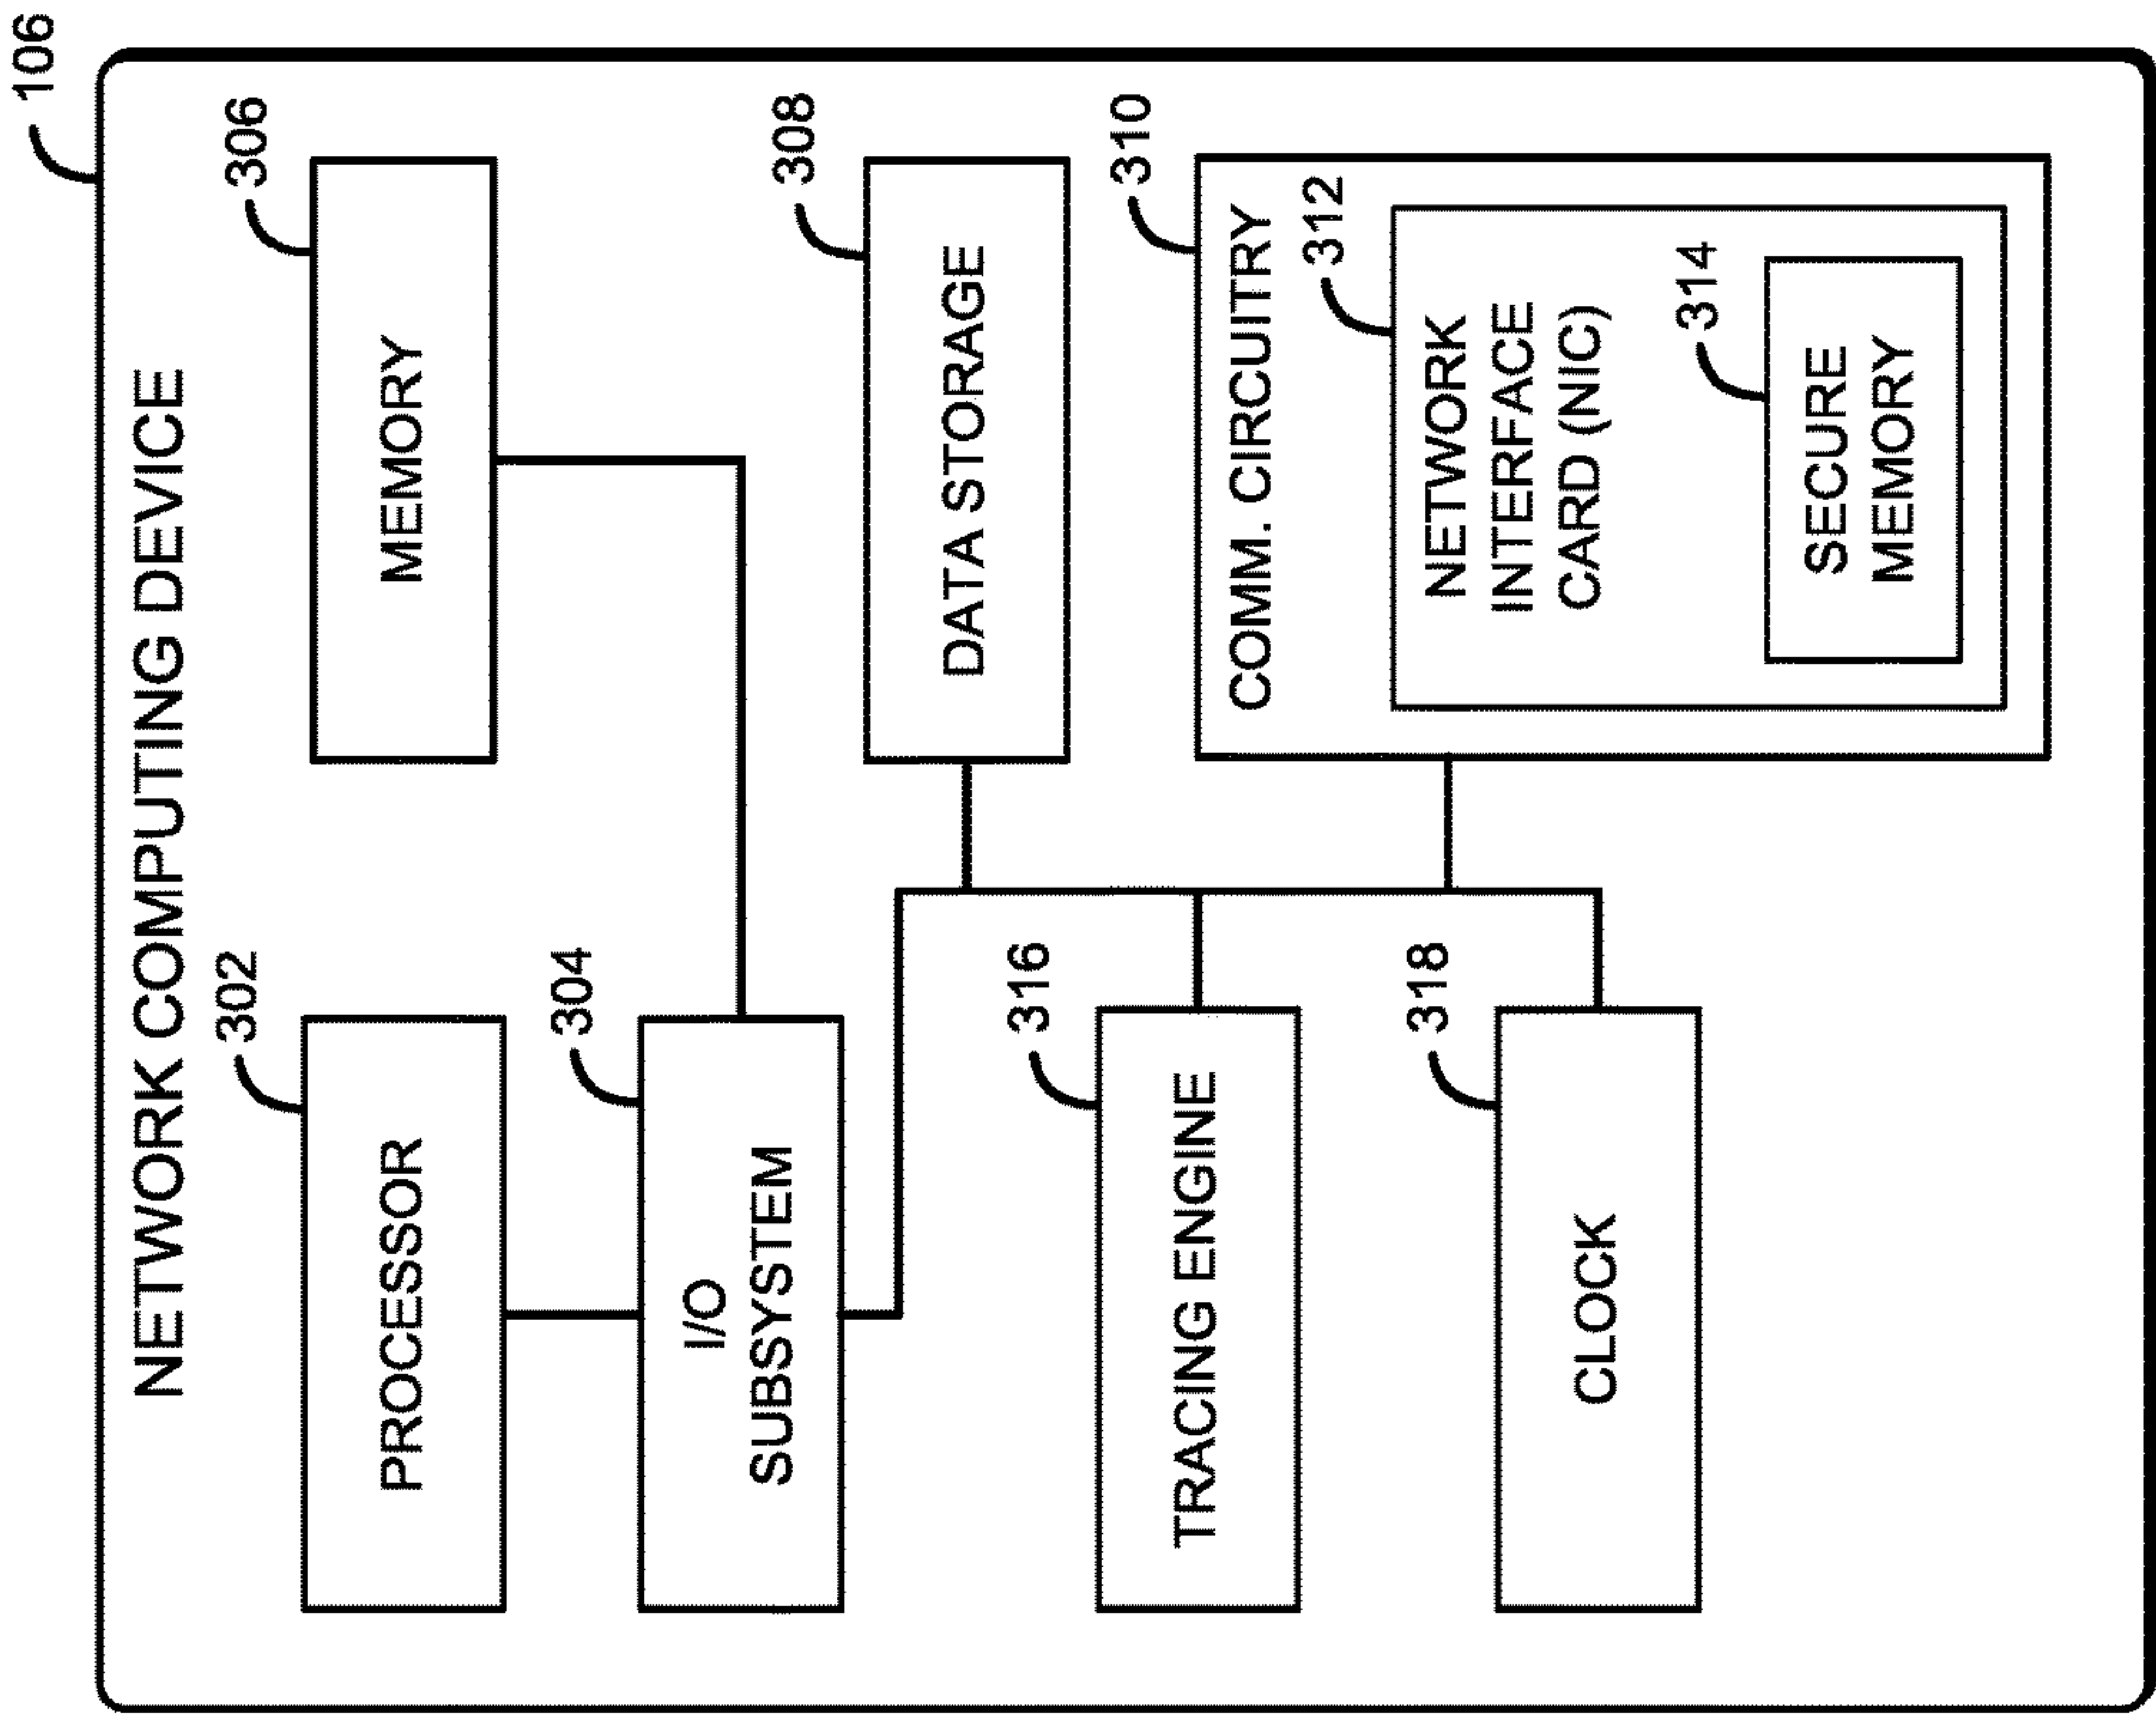 106
NETWORK COMPUTING DEVICE
302
PROCESSOR
306
MEMORY
304
I/O
SUBSYSTEM
308
DATA STORAGE
316
TRACING ENGINE
310
COMM. CIRCUITRY
312
NETWORK
INTERFACE
CARD (NIC)
314
SECURE
MEMORY
318
CLOCK